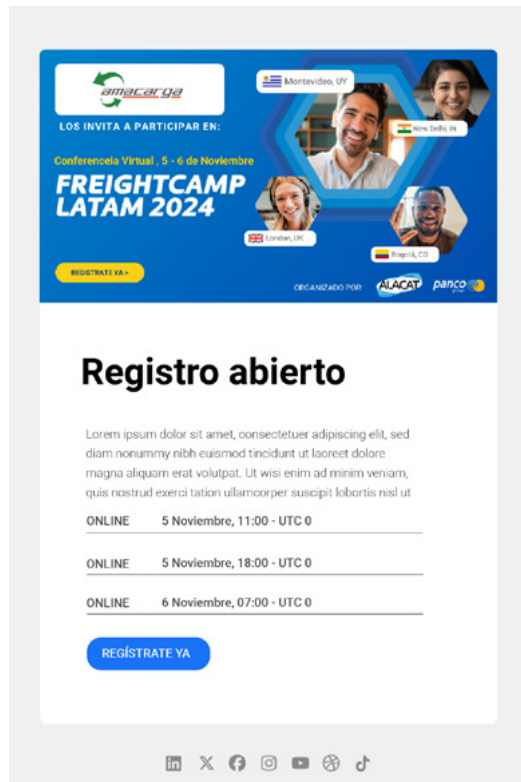 amacarga
LOS INVITA A PARTICIPAR EN:
Conferenceia Virtual , 5 - 6 de Noviembre
FREIGHTCAMP
LATAM 2024
REGISTRATE YA >
Montevideo, UY
New Delhi, IN
London, UK
Bogotá, CO
ORGANIZADO POR:
ALACAT
panco
Registro abierto
Lorem ipsum dolor sit amet, consectetuer adipiscing elit, sed
diam nonummy nibh euismod tincidunt ut laoreet dolore
magna aliquam erat volutpat. Ut wisi enim ad minim veniam,
quis nostrud exerci tation ullamcorper suscipit lobortis nisl ut
ONLINE 5 Noviembre, 11:00 - UTC 0
ONLINE 5 Noviembre, 18:00 - UTC 0
ONLINE 6 Noviembre, 07:00 - UTC 0
REGÍSTRATE YA